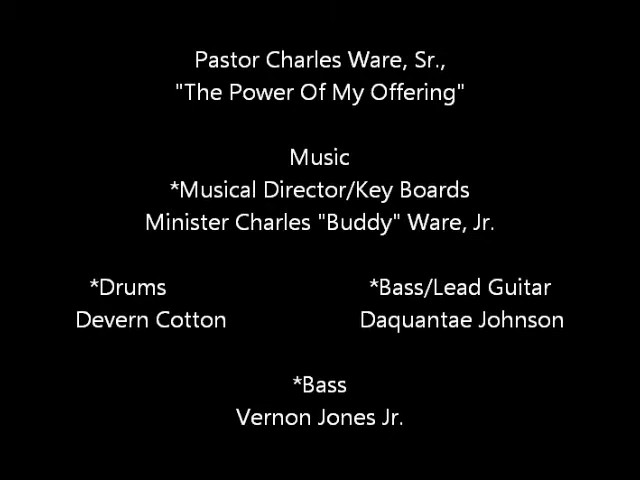 Pastor Charles Ware, Sr.,
"The Power Of My Offering"
Music
*Musical Director/Key Boards
Minister Charles "Buddy" Ware, Jr.
*Drums
Devern Cotton
*Bass/Lead Guitar
Daquantae Johnson
*Bass
Vernon Jones Jr.